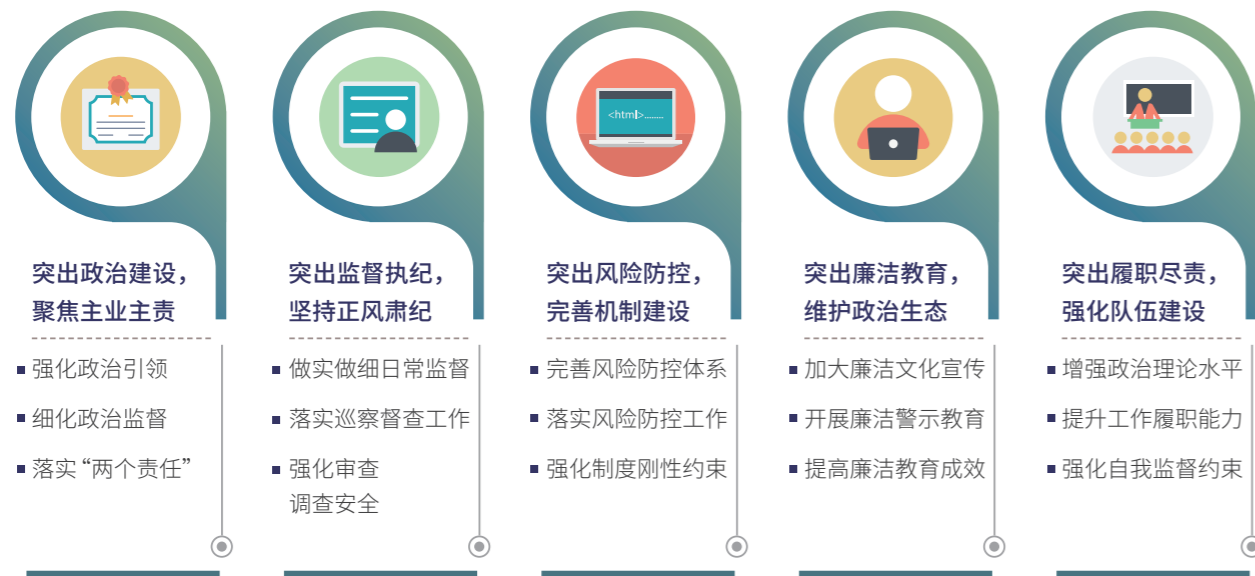 <html>........
突出政治建设，
聚焦主业主责
强化政治引领
细化政治监督
落实“两个责任”
突出监督执纪，
坚持正风肃纪
做实做细日常监督
落实巡察督查工作
强化审查
调查安全
突出风险防控，
完善机制建设
完善风险防控体系
落实风险防控工作
强化制度刚性约束
突出廉洁教育，
维护政治生态
加大廉洁文化宣传
开展廉洁警示教育
提高廉洁教育成效
突出履职尽责，
强化队伍建设
增强政治理论水平
提升工作履职能力
强化自我监督约束